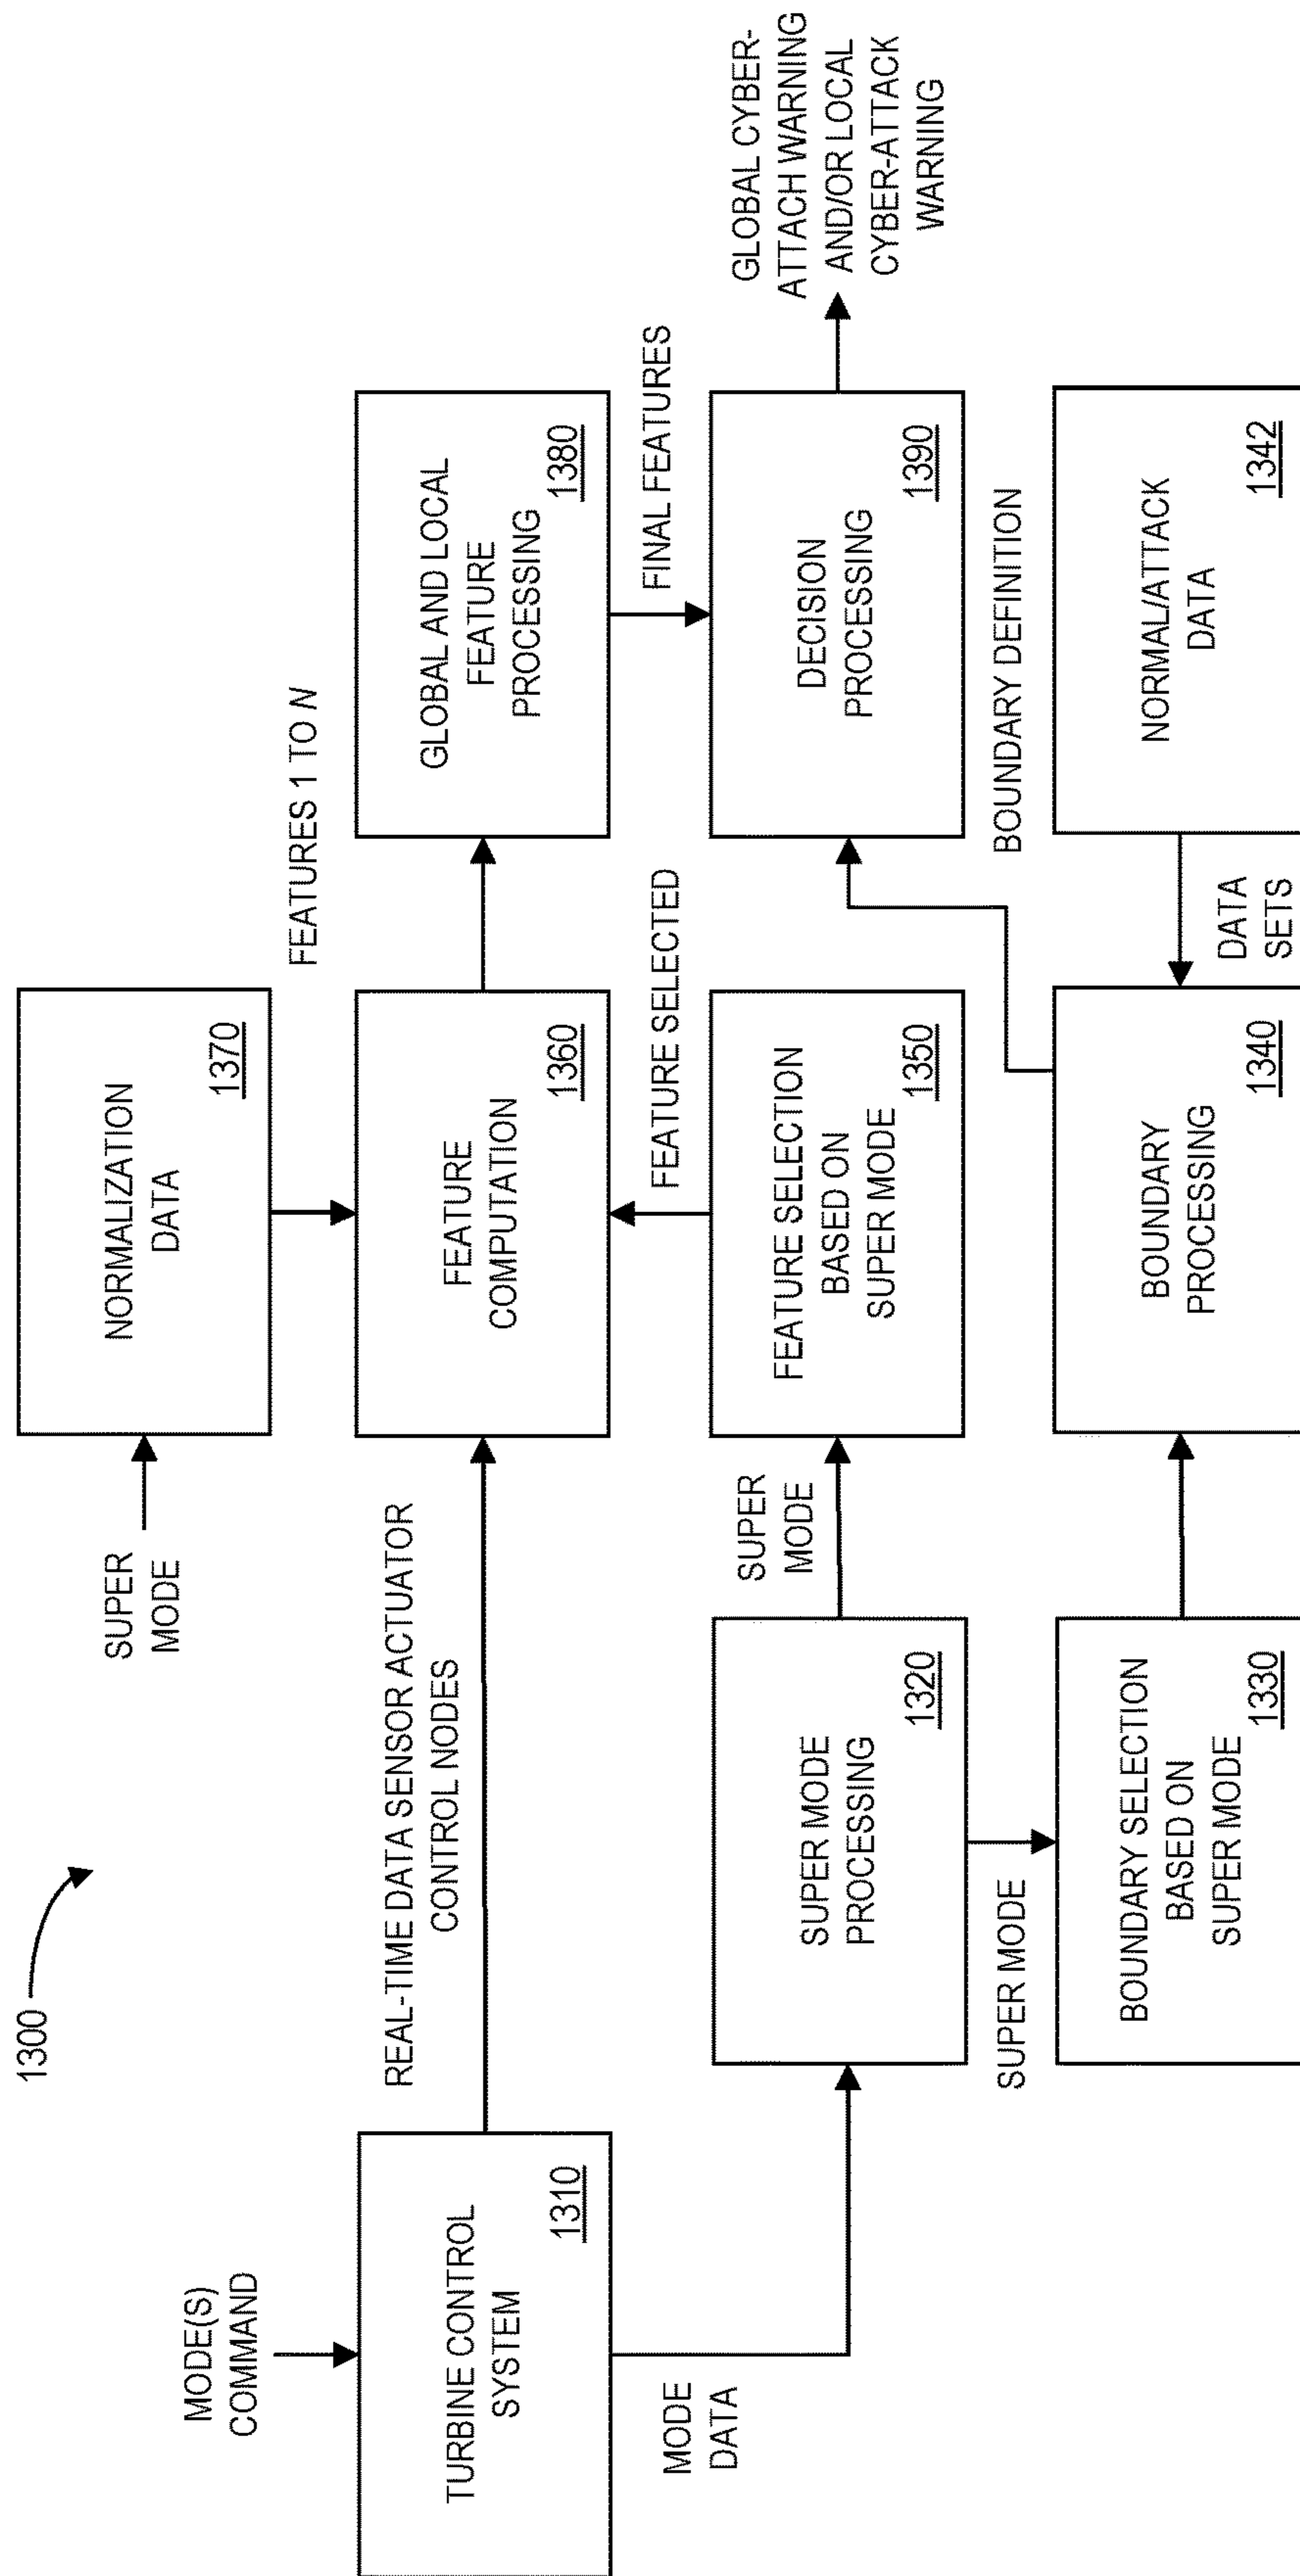 1300
MODE(S)
COMMAND
TURBINE CONTROL
SYSTEM
1310
MODE
DATA
REAL-TIME DATA SENSOR ACTUATOR
CONTROL NODES
SUPER
MODE
NORMALIZATION
DATA
1370
FEATURES 1 TO N
FEATURE
COMPUTATION
1360
GLOBAL AND LOCAL
FEATURE
PROCESSING
1380
FEATURE SELECTED
FINAL FEATURES
SUPER MODE
PROCESSING
1320
SUPER
MODE
FEATURE SELECTION
BASED ON
SUPER MODE
1350
DECISION
PROCESSING
1390
GLOBAL CYBER-
ATTACH WARNING
AND/OR LOCAL
CYBER-ATTACK
WARNING
SUPER MODE
BOUNDARY DEFINITION
BOUNDARY SELECTION
BASED ON
SUPER MODE
1330
BOUNDARY
PROCESSING
1340
DATA
SETS
NORMAL/ATTACK
DATA
1342